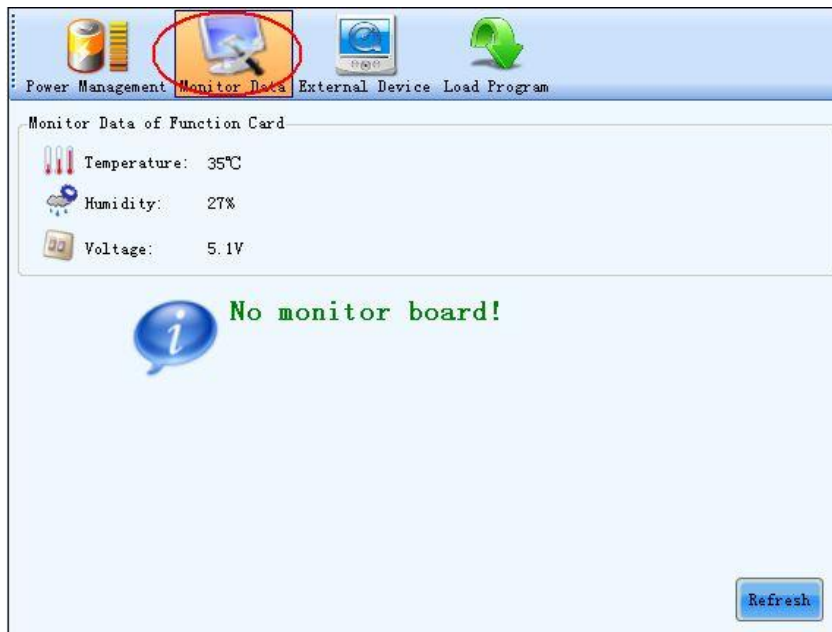 Power Management Monitor Data External Device Load Program
Monitor Data of Function Card
Temperature: 35℃
Humidity: 27%
Voltage: 5.1V
No monitor board!
Refresh